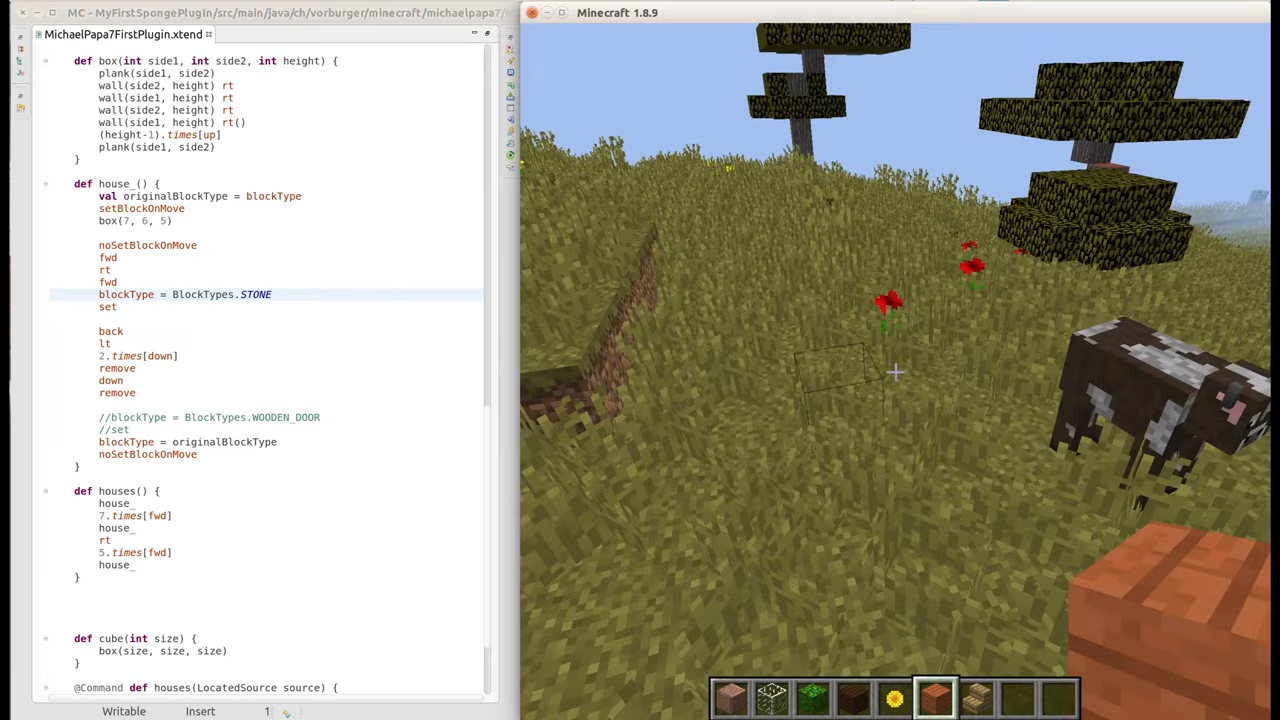 MC - MyFirstSpongePlugIn/src/main/java/ch/vorburger/minecraft/michaelpapa7/
Minecraft 1.8.9
MichaelPapa7FirstPlugin.xtend
def box(int side1, int side2, int height) {
plank(side1, side2)
wall(side2, height) rt
wall(side1, height) rt
wall(side2, height) rt
wall(side1, height) rt()
(height-1).times[up]
plank(side1, side2)
}
def house_() {
val originalBlockType = blockType
setBlockOnMove
box(7, 6, 5)
noSetBlockOnMove
fwd
rt
fwd
blockType = BlockTypes.STONE
set
back
lt
2.times[down]
remove
down
remove
//blockType = BlockTypes.WOODEN_DOOR
//set
blockType = originalBlockType
noSetBlockOnMove
}
def houses() {
house_
7.times[fwd]
house_
rt
5.times[fwd]
house_
}
def cube(int size) {
box(size, size, size)
}
@Command def houses(LocatedSource source) {
Writable Insert 1